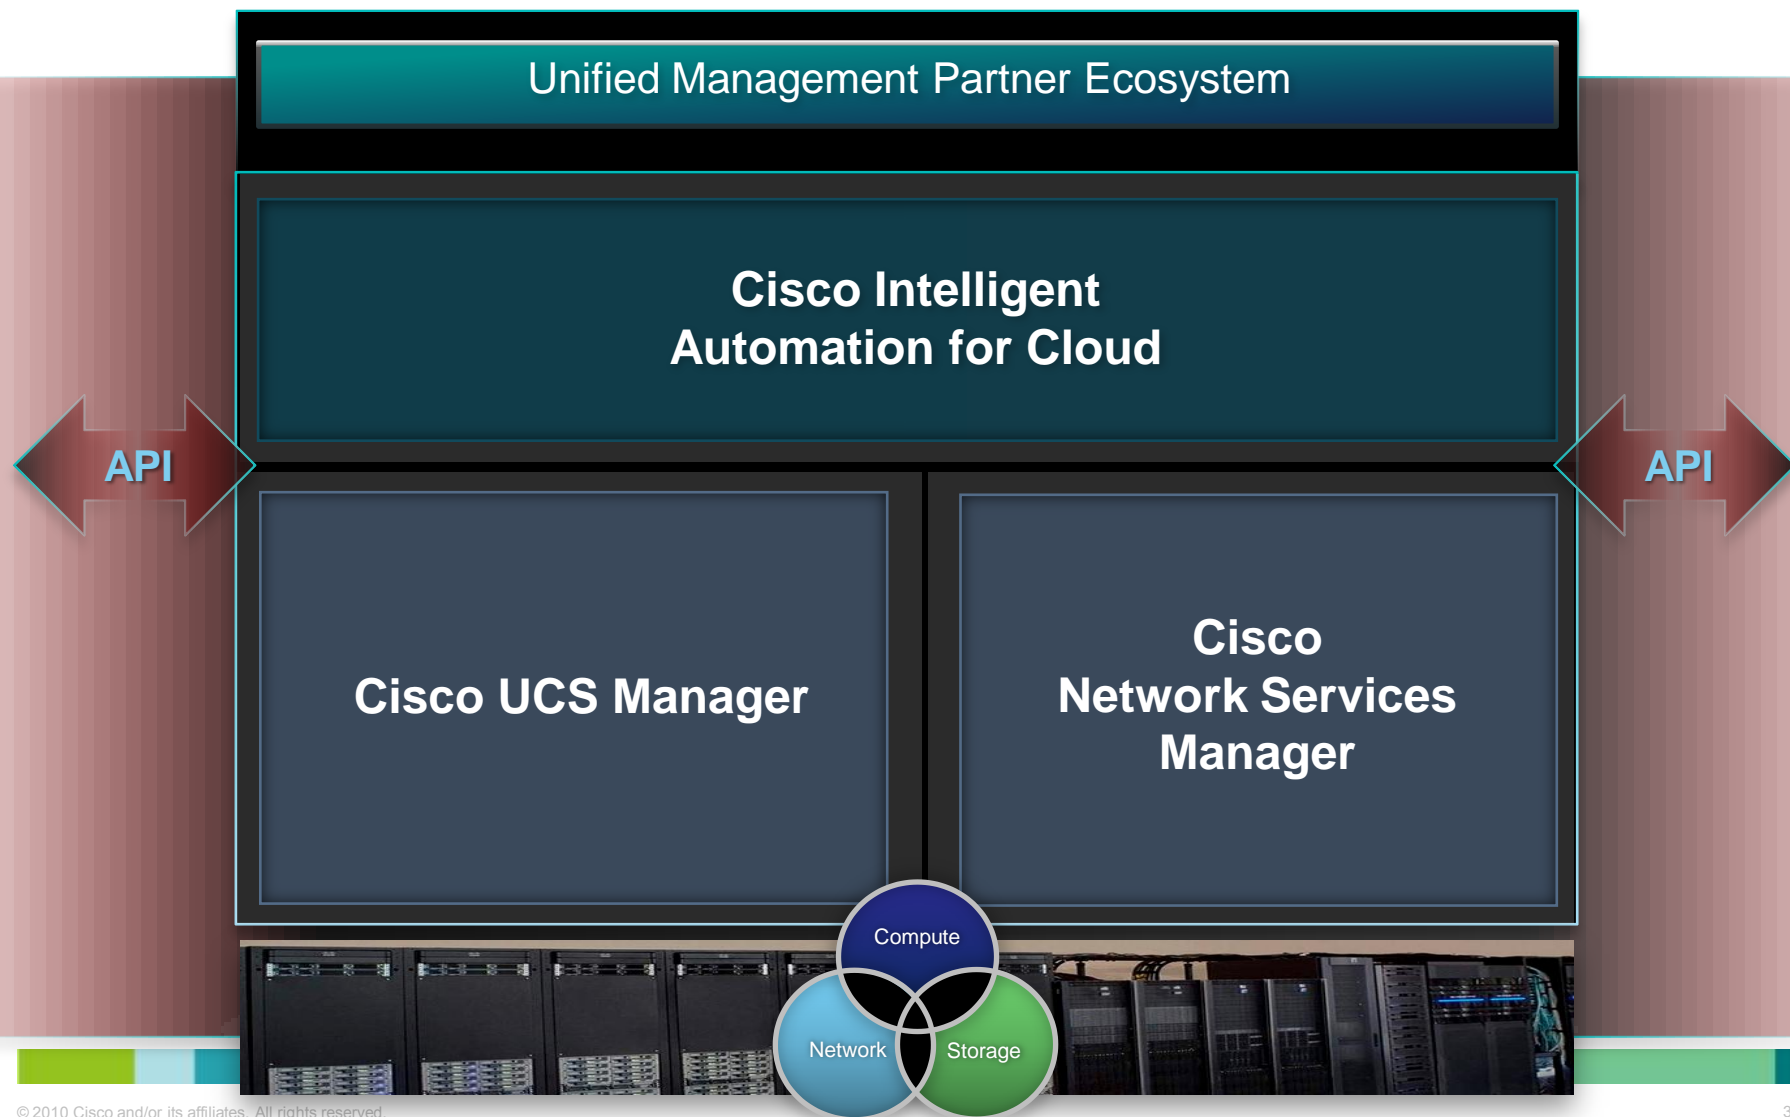 Unified Management Partner Ecosystem
Cisco Intelligent
Automation for Cloud
API
API
Cisco UCS Manager
Cisco
Network Services
Manager
Compute
Network
Storage
© 2010 Cisco and/or its affiliates. All rights reserved.
3